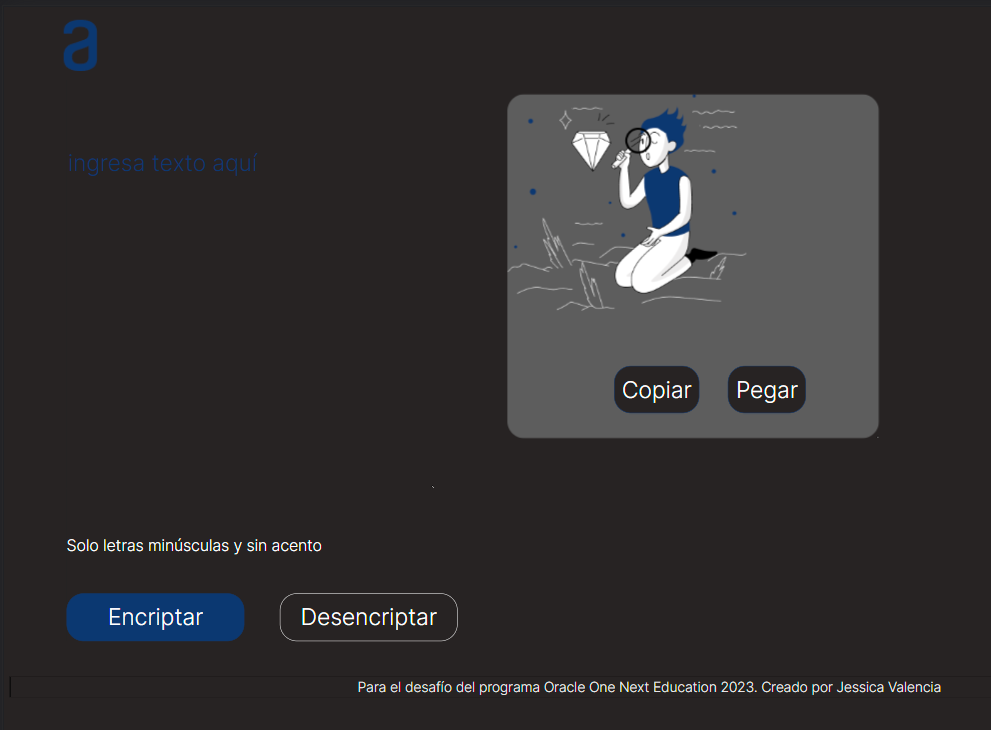 a
ingresa texto aquí
Copiar
Pegar
Solo letras minúsculas y sin acento
Encriptar
Desencriptar
Para el desafío del programa Oracle One Next Education 2023. Creado por Jessica Valencia